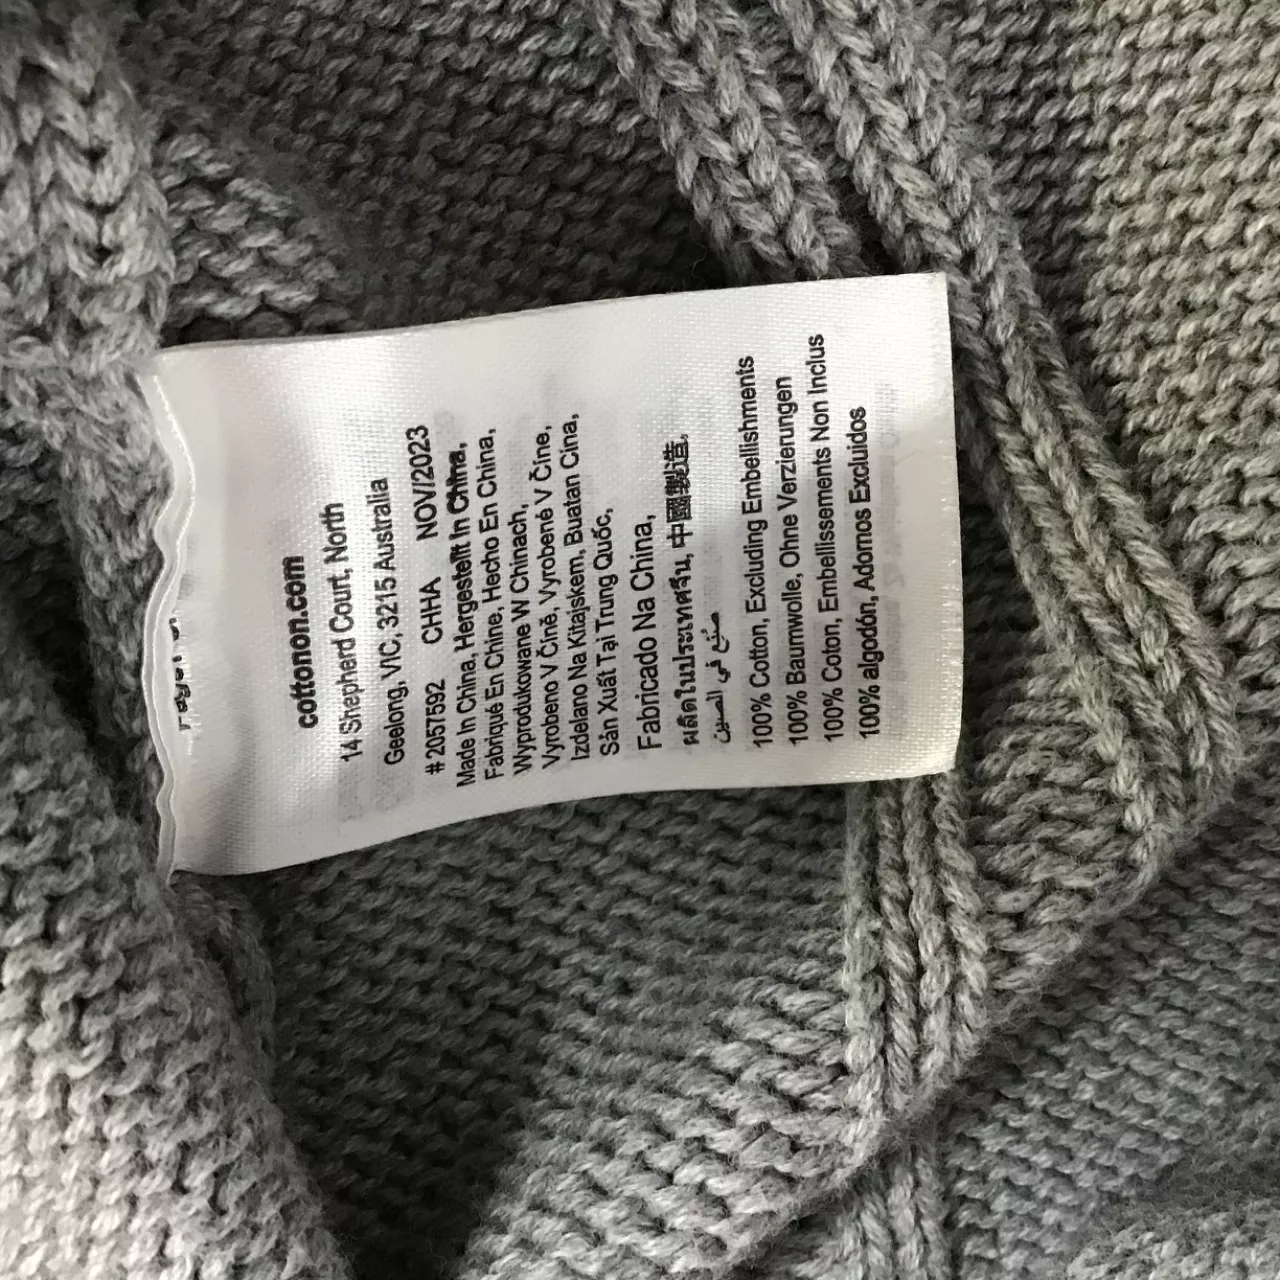 cottonon.com
14 Shepherd Court, North
Geelong, VIC, 3215 Australia
# 2057592 CHHA NOV/2023
Made In China, Hergestellt In China,
Fabriqué En Chine, Hecho En China,
Wyprodukowane W Chinach,
Vyrobeno V Číně, Vyrobené V Číne,
Izdelano Na Kitajskem, Buatan Cina,
Sản Xuất Tại Trung Quốc,
Fabricado Na China,
ผลิตในประเทศจีน, 中國製造,
صنع في الصين
100% Cotton, Excluding Embellishments
100% Baumwolle, Ohne Verzierungen
100% Coton, Embellissements Non Inclus
100% algodón, Adornos Excluidos